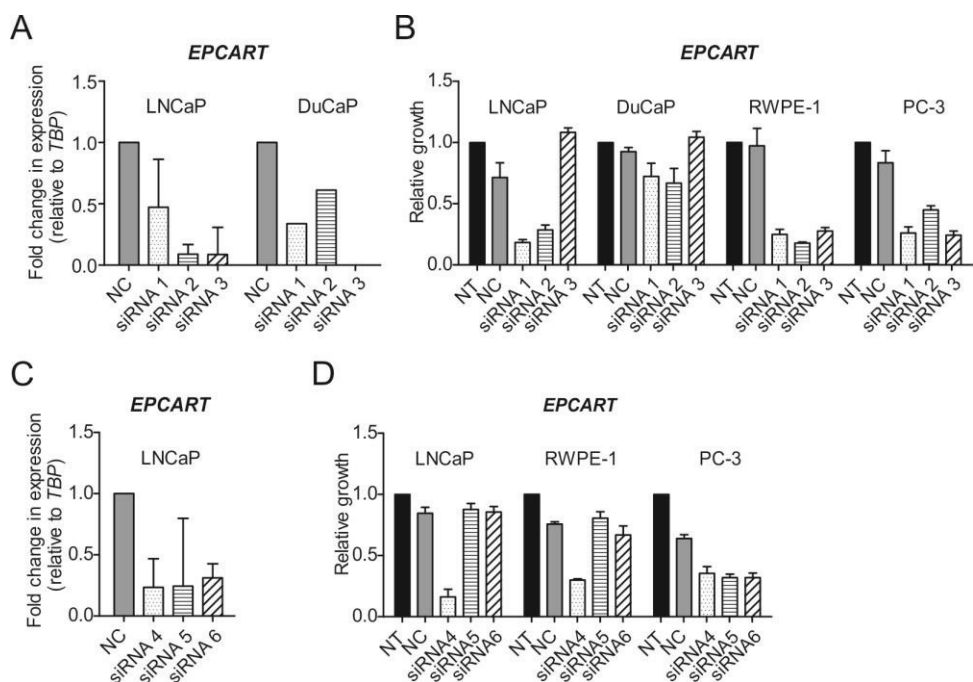 A
EPCART
Fold change in expression
(relative to TBP)
1.5
1.0
0.5
0.0
LNCaP
DuCaP
NC
siRNA 1
siRNA 2
siRNA 3
NC
siRNA 1
siRNA 2
siRNA 3
B
EPCART
Relative growth
1.5
1.0
0.5
0.0
LNCaP
DuCaP
RWPE-1
PC-3
NT
NC
siRNA 1
siRNA 2
siRNA 3
NT
NC
siRNA 1
siRNA 2
siRNA 3
NT
NC
siRNA 1
siRNA 2
siRNA 3
NT
NC
siRNA 1
siRNA 2
siRNA 3
C
EPCART
Fold change in expression
(relative to TBP)
1.5
1.0
0.5
0.0
LNCaP
NC
siRNA 4
siRNA 5
siRNA 6
D
EPCART
Relative growth
1.5
1.0
0.5
0.0
LNCaP
RWPE-1
PC-3
NT
NC
siRNA4
siRNA5
siRNA6
NT
NC
siRNA4
siRNA5
siRNA6
NT
NC
siRNA4
siRNA5
siRNA6